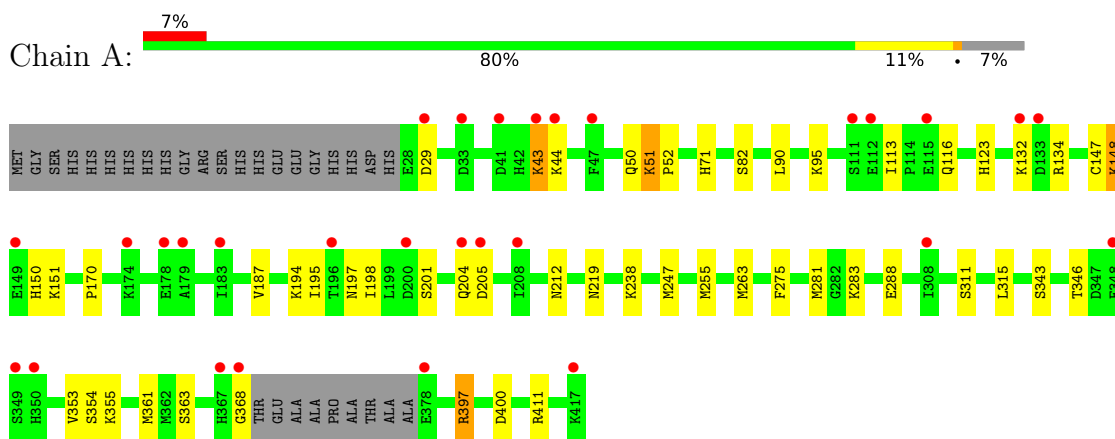 7%
Chain A:
80% 11% • 7%
MET GLY SER HIS HIS HIS HIS HIS HIS GLY ARG SER HIS HIS GLU GLU GLY HIS HIS ASP HIS E28 D29 D33 D41 H42 K43 K44 F47 Q50 K51 P52 H71 S82 L90 K95 S111 E112 I113 P114 E115 Q116 H123 K132 D133 R134 C147 K148
E149 H150 K151 P170 K174 E178 A179 I183 V187 K194 I195 T196 N197 I198 L199 D200 S201 Q204 D205 I208 N212 N219 K238 M247 M255 M263 F275 M281 G282 K283 E288 I308 S311 L315 S343 T346 D347 E348
S349 H350 V353 S354 K355 M361 M362 S363 H367 G368 THR GLU ALA ALA PRO ALA THR ALA ALA E378 R397 D400 R411 K417